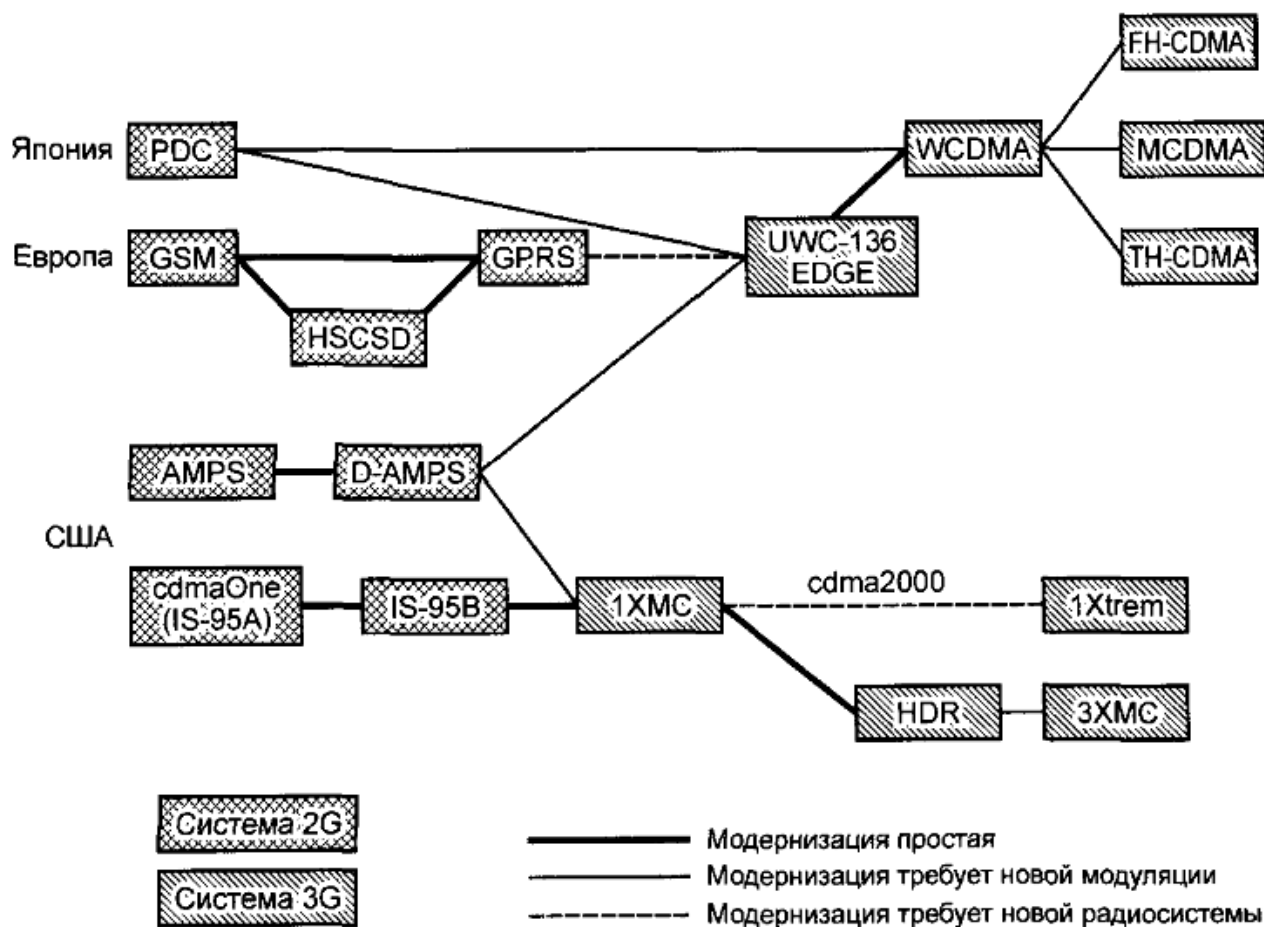 FH-CDMA
Япония
PDC
WCDMA
MCDMA
Европа
GSM
GPRS
UWC-136
EDGE
TH-CDMA
HSCSD
AMPS
D-AMPS
США
cdmaOne
(IS-95A)
IS-95B
1XMC
cdma2000
1Xtrem
HDR
3XMC
Система 2G
Система 3G
Модернизация простая
Модернизация требует новой модуляции
Модернизация требует новой радиосистемы